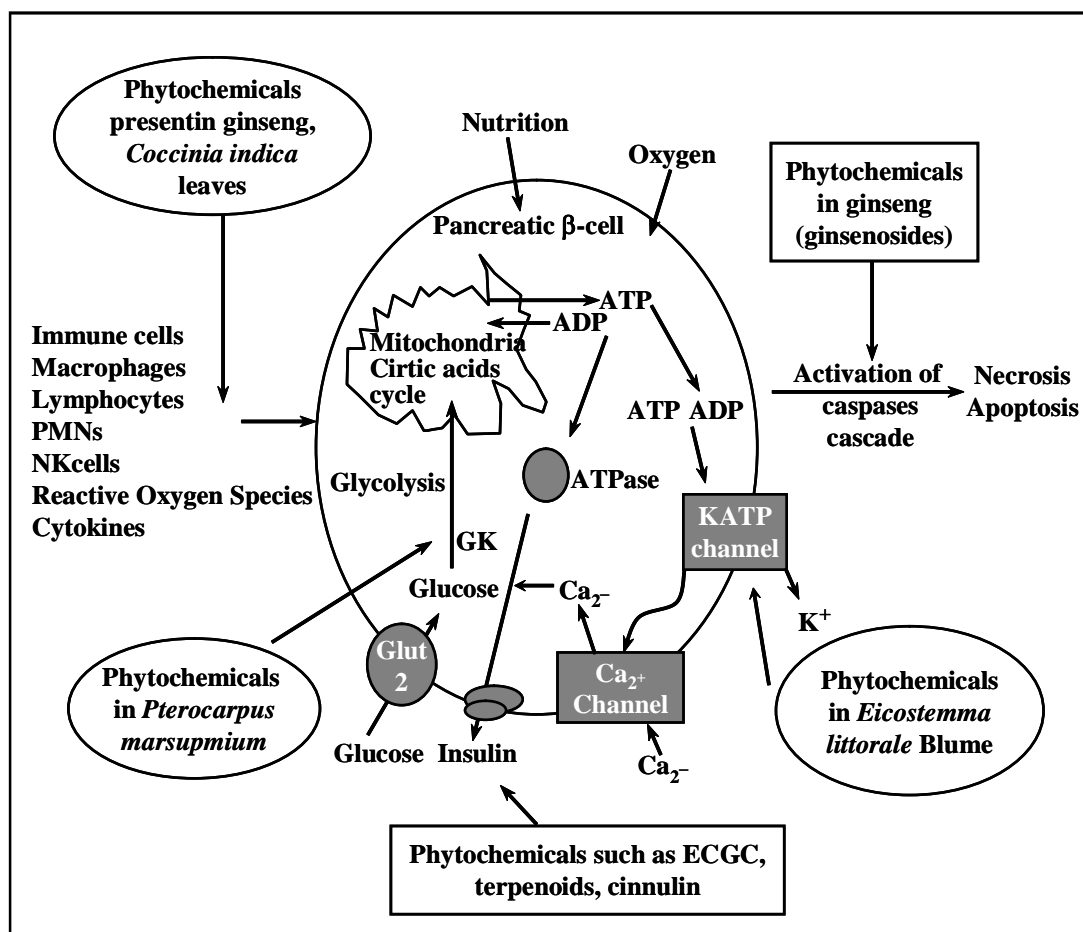 Phytochemicals
presentin ginseng,
Coccinia indica
leaves
Nutrition
Oxygen
Phytochemicals
in ginseng
(ginsenosides)
Pancreatic β-cell
ATP
ADP
Mitochondria
Cirtic acids
cycle
Immune cells
Macrophages
Lymphocytes
PMNs
NKcells
Reactive Oxygen Species
Cytokines
ATP ADP
Activation of
caspases
cascade
Necrosis
Apoptosis
Glycolysis
ATPase
KATP
channel
GK
Glucose
Ca₂₋
K⁺
Glut
2
Ca₂₊
Channel
Phytochemicals
in Pterocarpus
marsupmium
Phytochemicals
in Eicostemma
littorale Blume
Glucose
Insulin
Ca₂₋
Phytochemicals such as ECGC,
terpenoids, cinnulin